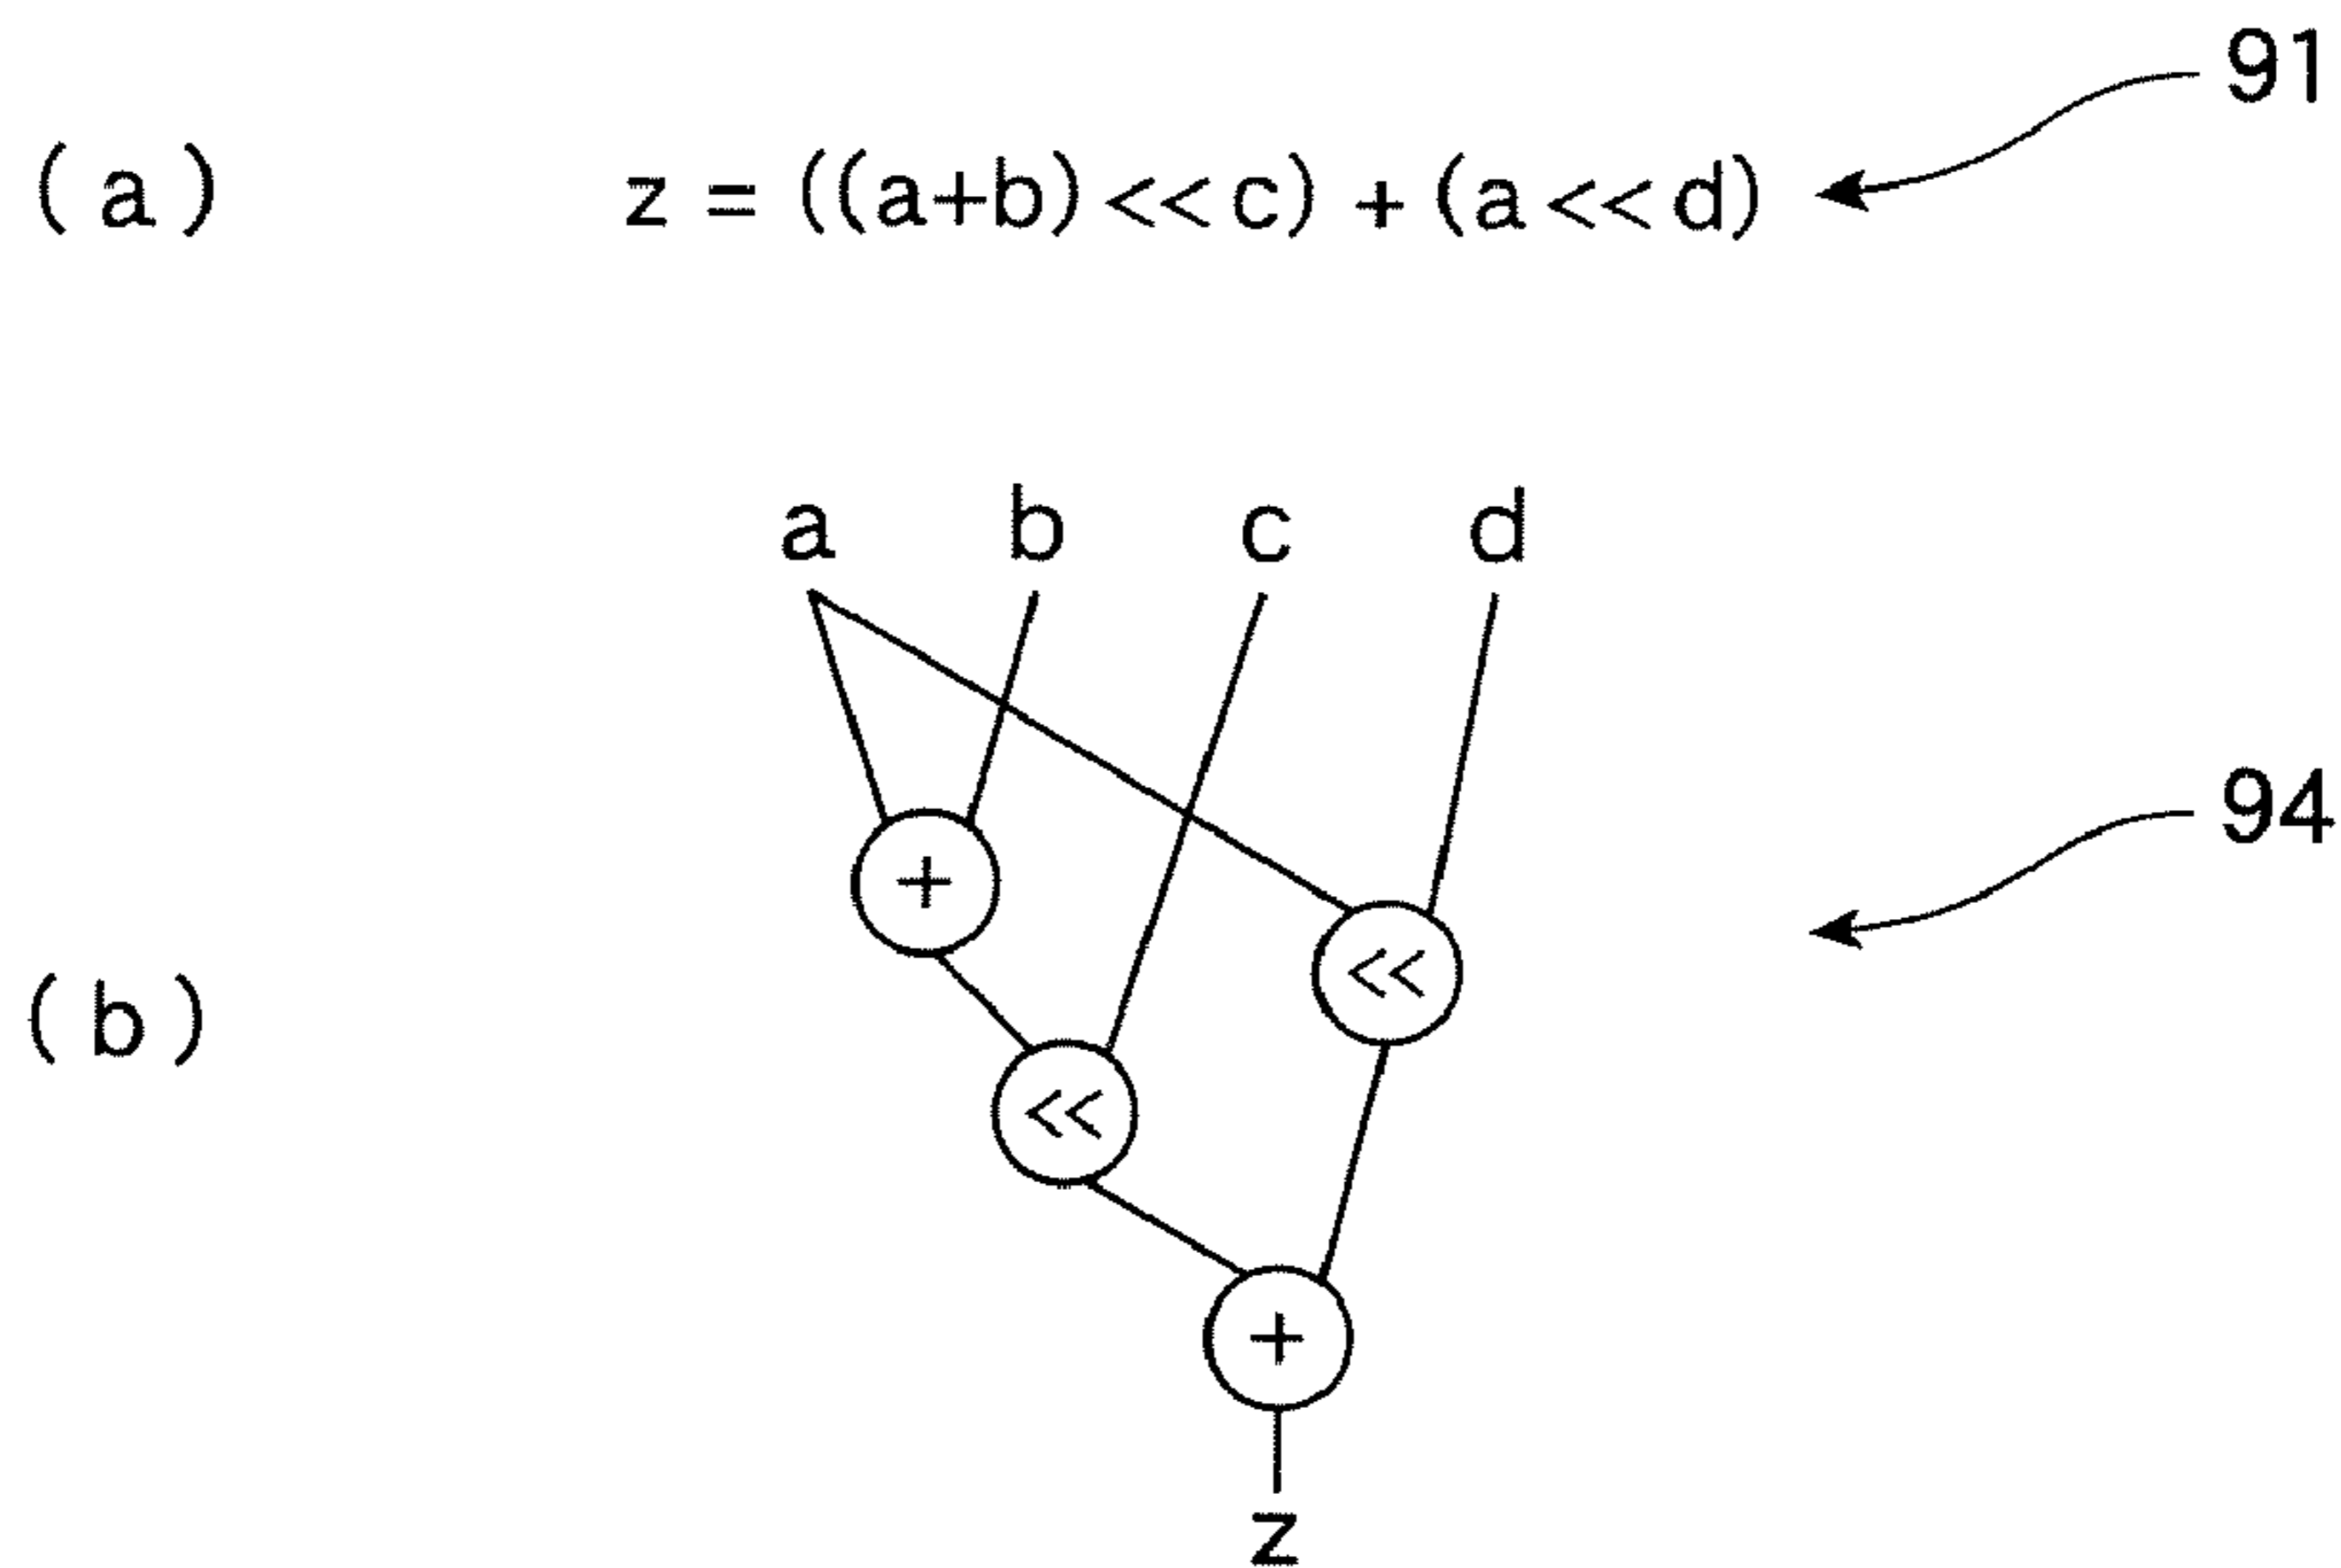 91
(a) z = ((a+b)<<c) + (a<<d)
a b c d
94
+
<<
(b)
<<
+
z